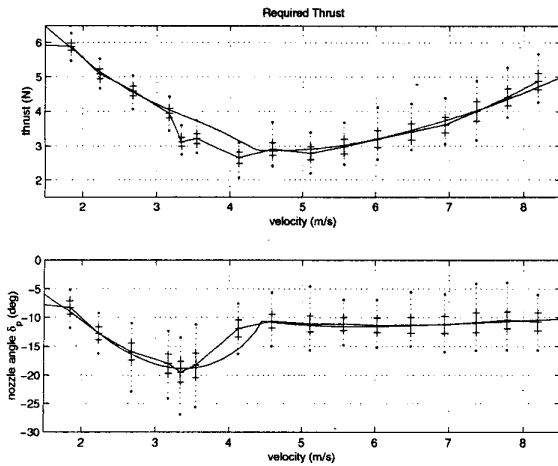 Required Thrust
6
5
4
3
2
thrust (N)
2 3 4 5 6 7 8
velocity (m/s)
0
-5
-10
-15
-20
-25
-30
nozzle angle δp (deg)
2 3 4 5 6 7 8
velocity (m/s)